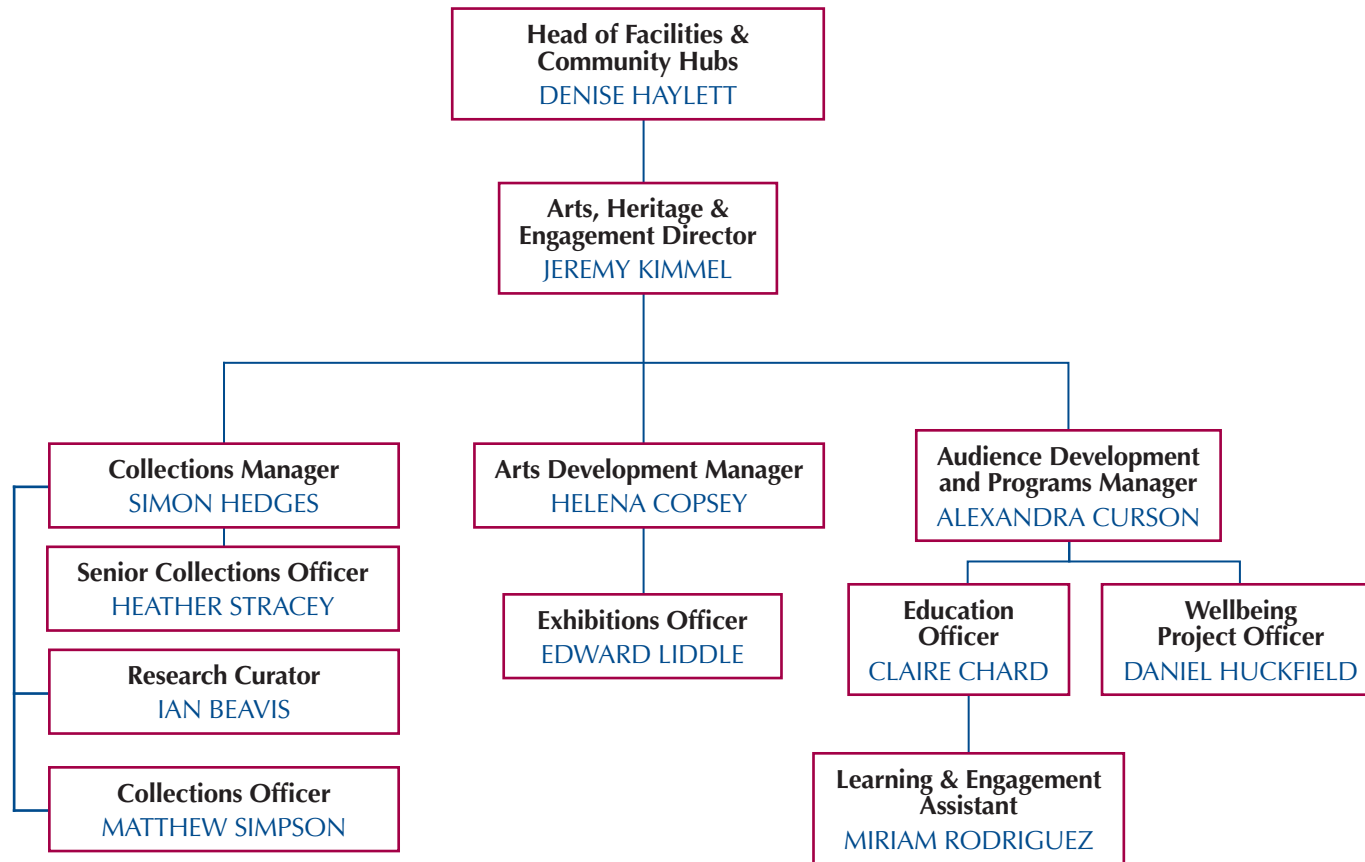 Head of Facilities &
Community Hubs
DENISE HAYLETT
Arts, Heritage &
Engagement Director
JEREMY KIMMEL
Collections Manager
SIMON HEDGES
Senior Collections Officer
HEATHER STRACEY
Research Curator
IAN BEAVIS
Collections Officer
MATTHEW SIMPSON
Arts Development Manager
HELENA COPSEY
Exhibitions Officer
EDWARD LIDDLE
Audience Development
and Programs Manager
ALEXANDRA CURSON
Education
Officer
CLAIRE CHARD
Wellbeing
Project Officer
DANIEL HUCKFIELD
Learning & Engagement
Assistant
MIRIAM RODRIGUEZ